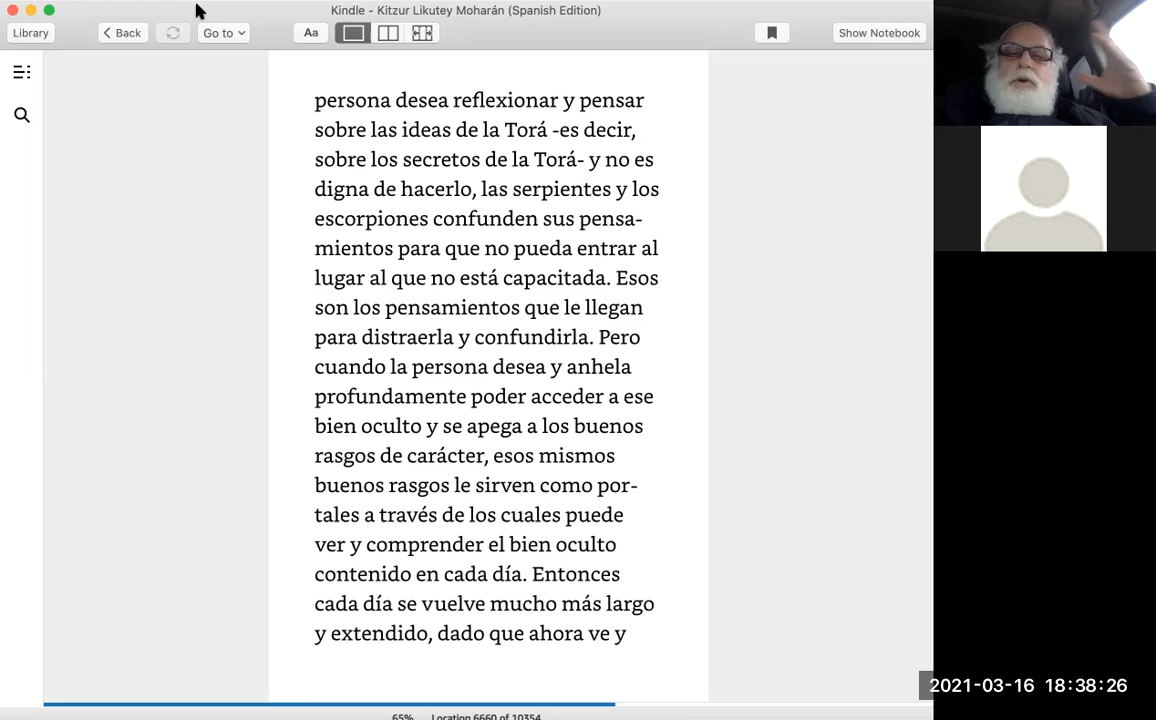 Kindle - Kitzur Likutey Moharán (Spanish Edition)
Library
Back
Go to
Aa
Show Notebook
persona desea reflexionar y pensar
sobre las ideas de la Torá -es decir,
sobre los secretos de la Torá- y no es
digna de hacerlo, las serpientes y los
escorpiones confunden sus pensa-
mientos para que no pueda entrar al
lugar al que no está capacitada. Esos
son los pensamientos que le llegan
para distraerla y confundirla. Pero
cuando la persona desea y anhela
profundamente poder acceder a ese
bien oculto y se apega a los buenos
rasgos de carácter, esos mismos
buenos rasgos le sirven como por-
tales a través de los cuales puede
ver y comprender el bien oculto
contenido en cada día. Entonces
cada día se vuelve mucho más largo
y extendido, dado que ahora ve y
2021-03-16 18:38:26
65% Location 6660 of 10354